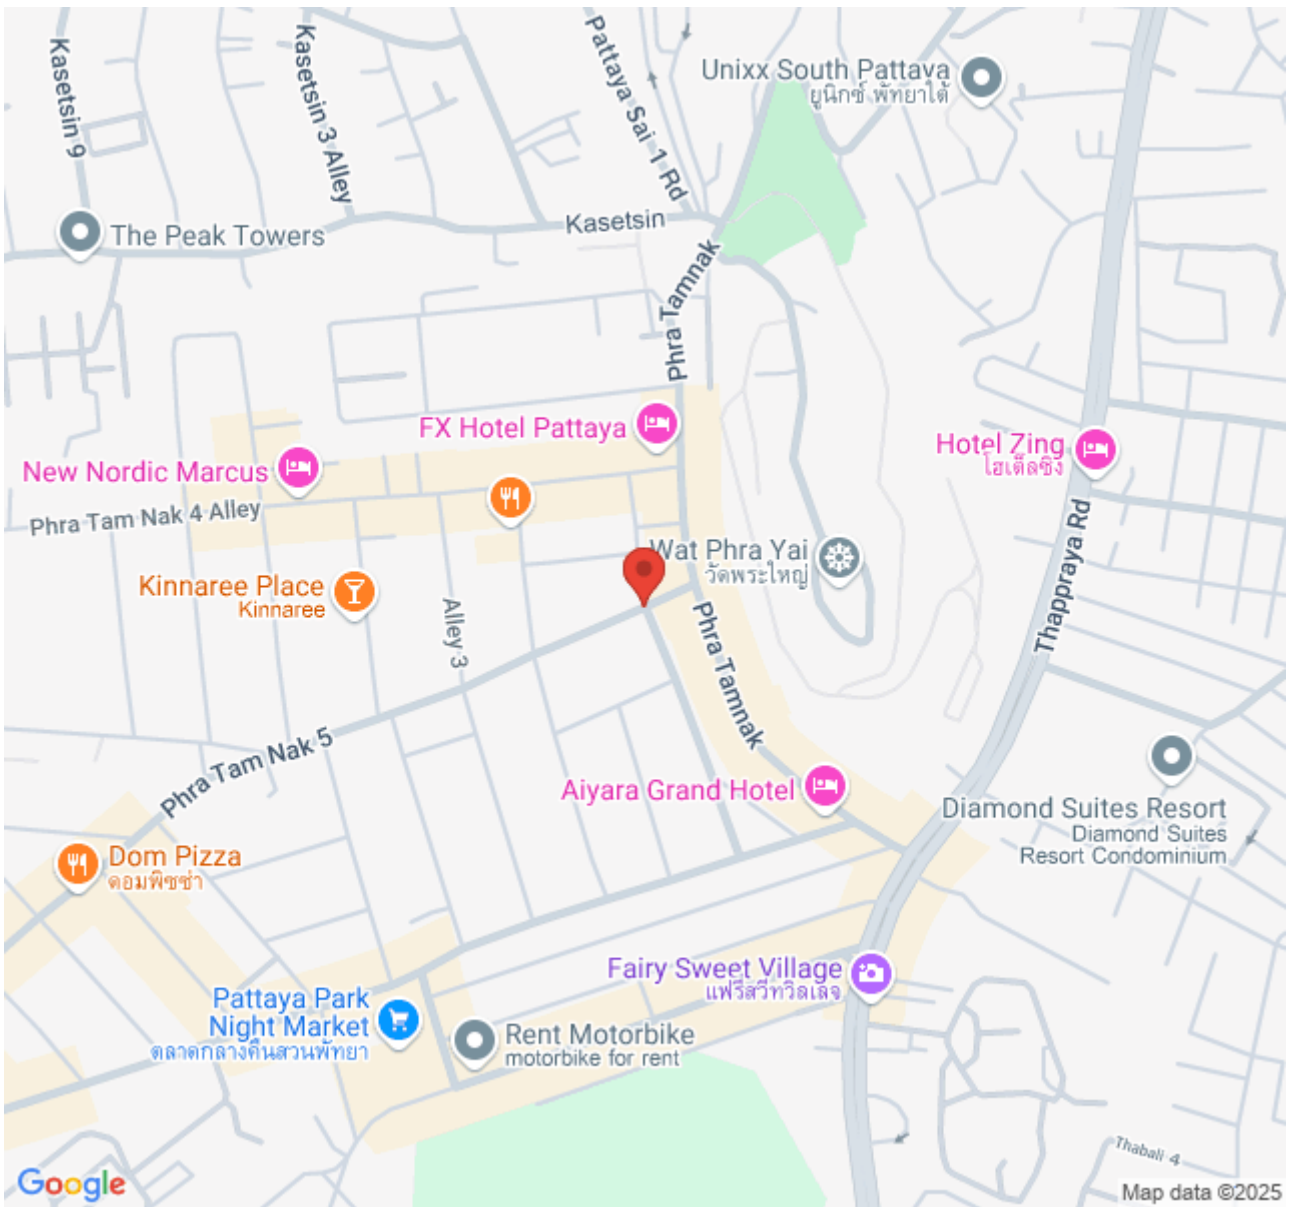 Kasetsin 9
Kasetsin 3 Alley
Pattaya Sai 1 Rd
Unixx South Pattaya
ยูนิกซ์ พัทยาใต้
Kasetsin
The Peak Towers
Phra Tamnak
FX Hotel Pattaya
New Nordic Marcus
Hotel Zing
โฮเต็ลซิง
Phra Tam Nak 4 Alley
Thappraya Rd
Wat Phra Yai
วัดพระใหญ่
Kinnaree Place
Kinnaree
Alley 3
Phra Tamnak
Phra Tam Nak 5
Aiyara Grand Hotel
Diamond Suites Resort
Diamond Suites
Resort Condominium
Dom Pizza
ดอมพิซซ่า
Fairy Sweet Village
แฟรี่สวีทวิลเลจ
Pattaya Park
Night Market
ตลาดกลางคืนสวนพัทยา
Rent Motorbike
motorbike for rent
Thabali 4
Google
Map data ©2025